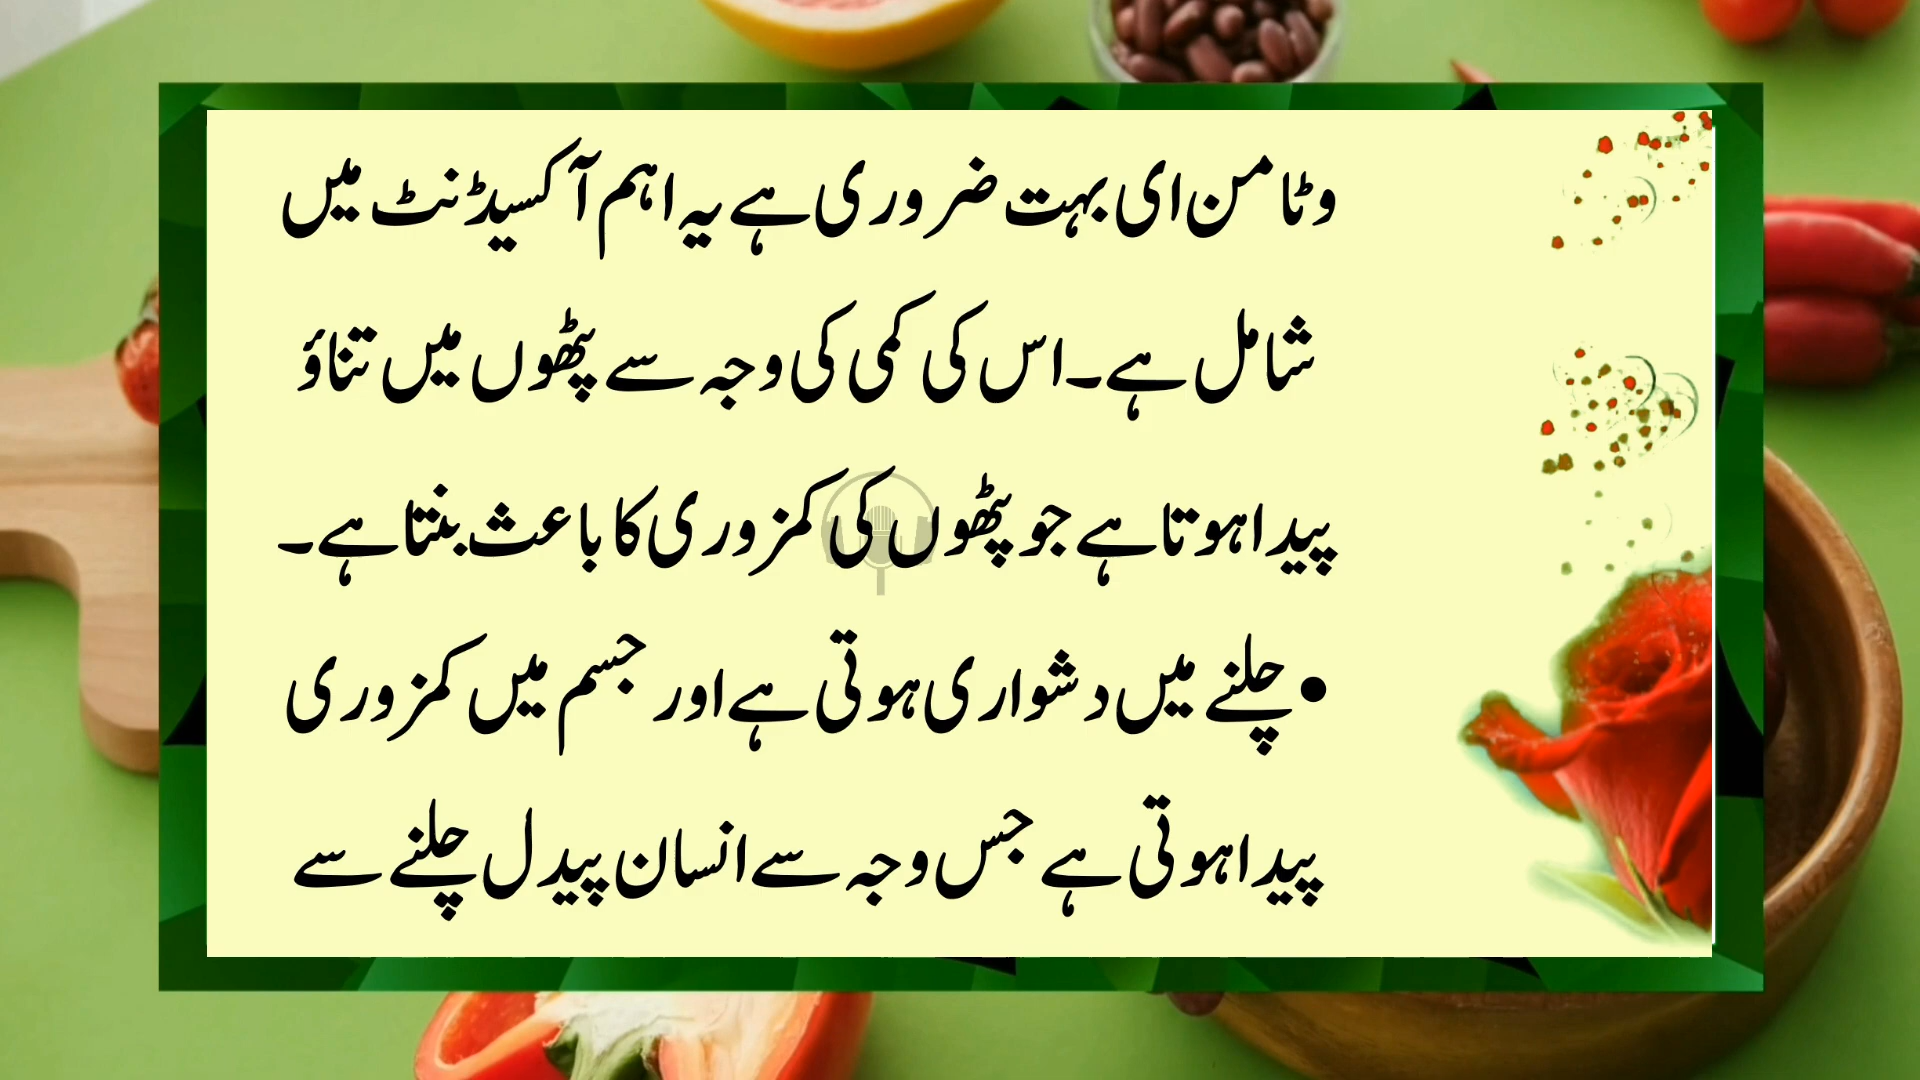 وٹامن ای بہت ضروری ہے یہ اہم آکسیڈنٹ میں
شامل ہے۔ اس کی کمی کی وجہ سے پٹھوں میں تناؤ
پیدا ہوتا ہے جو پٹھوں کی کمزوری کا باعث بنتا ہے۔
•چلنے میں دشواری ہوتی ہے اور جسم میں کمزوری
پیدا ہوتی ہے جس وجہ سے انسان پیدل چلنے سے